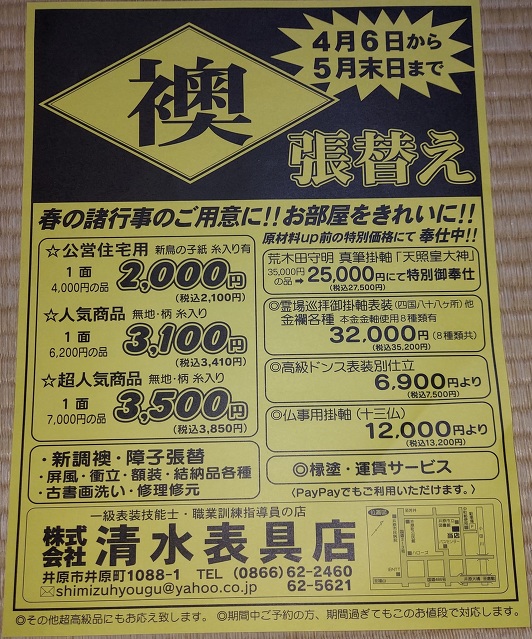 4月6日から
5月末日まで
襖
張替え
春の諸行事のご用意に!! お部屋をきれいに!!
原材料up前の特別価格にて 奉仕中!!
☆公営住宅用 新鳥の子紙 糸入り有
1面
4,000円の品
2,000円
(税込2,100円)
☆人気商品 無地・柄 糸入り
1面
6,200円の品
3,100円
(税込3,410円)
☆超人気商品 無地・柄 糸入り
1面
7,000円の品
3,500円
(税込3,850円)
・新調襖・障子張替
・屏風・衝立・額装・結納品各種
・古書画洗い・修理修元
荒木田守明 真筆掛軸「天照皇大神」
35,000円の品 ➡ 25,000円にて特別御奉仕
(税込27,500円)
◎霊場巡拝御掛軸表装(四国八十八ヶ所)他
金襴各種 本金金軸使用8種類有
32,000円 (8種類共)
(税込35,200円)
◎高級ドンス表装別仕立
6,900円より
(税込7,500円)
◎仏事用掛軸(十三仏)
12,000円より
(税込13,200円)
◎椽塗・運賃サービス
(PayPayでもご利用いただけます。)
一級表装技能士・職業訓練指導員の店
株式会社 清水表具店
井原市井原町1088-1 TEL (0866) 62-2460
✉shimizuhyougu@yahoo.co.jp 62-5621
◎その他超高級品にもお応え致します。 ◎期間中ご予約の方、期間過ぎてもこのお値段で対応します。